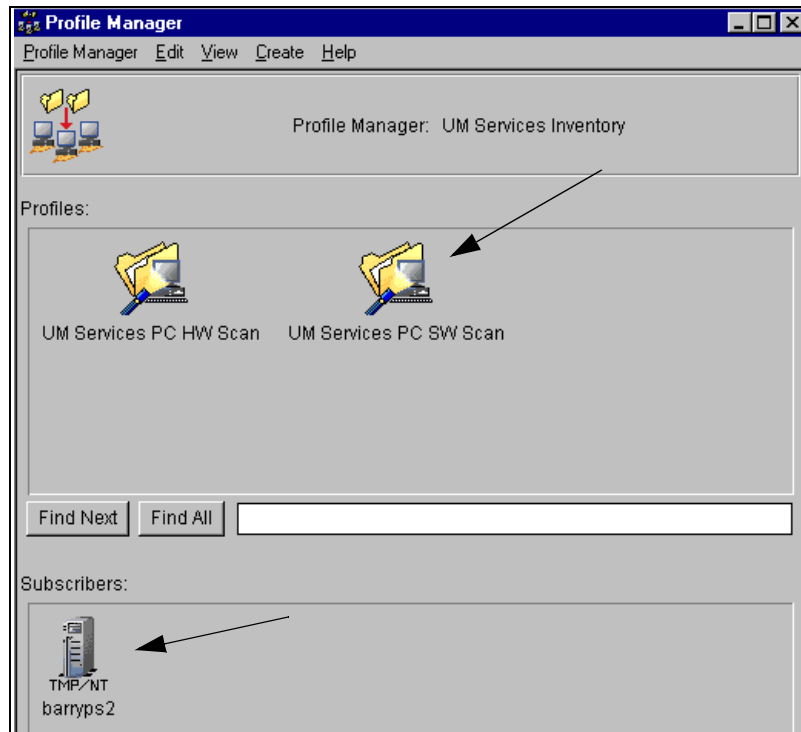 Profile Manager
Profile Manager Edit View Create Help
Profile Manager: UM Services Inventory
Profiles:
UM Services PC HW Scan UM Services PC SW Scan
Find Next Find All
Subscribers:
TMP/NT
barryps2